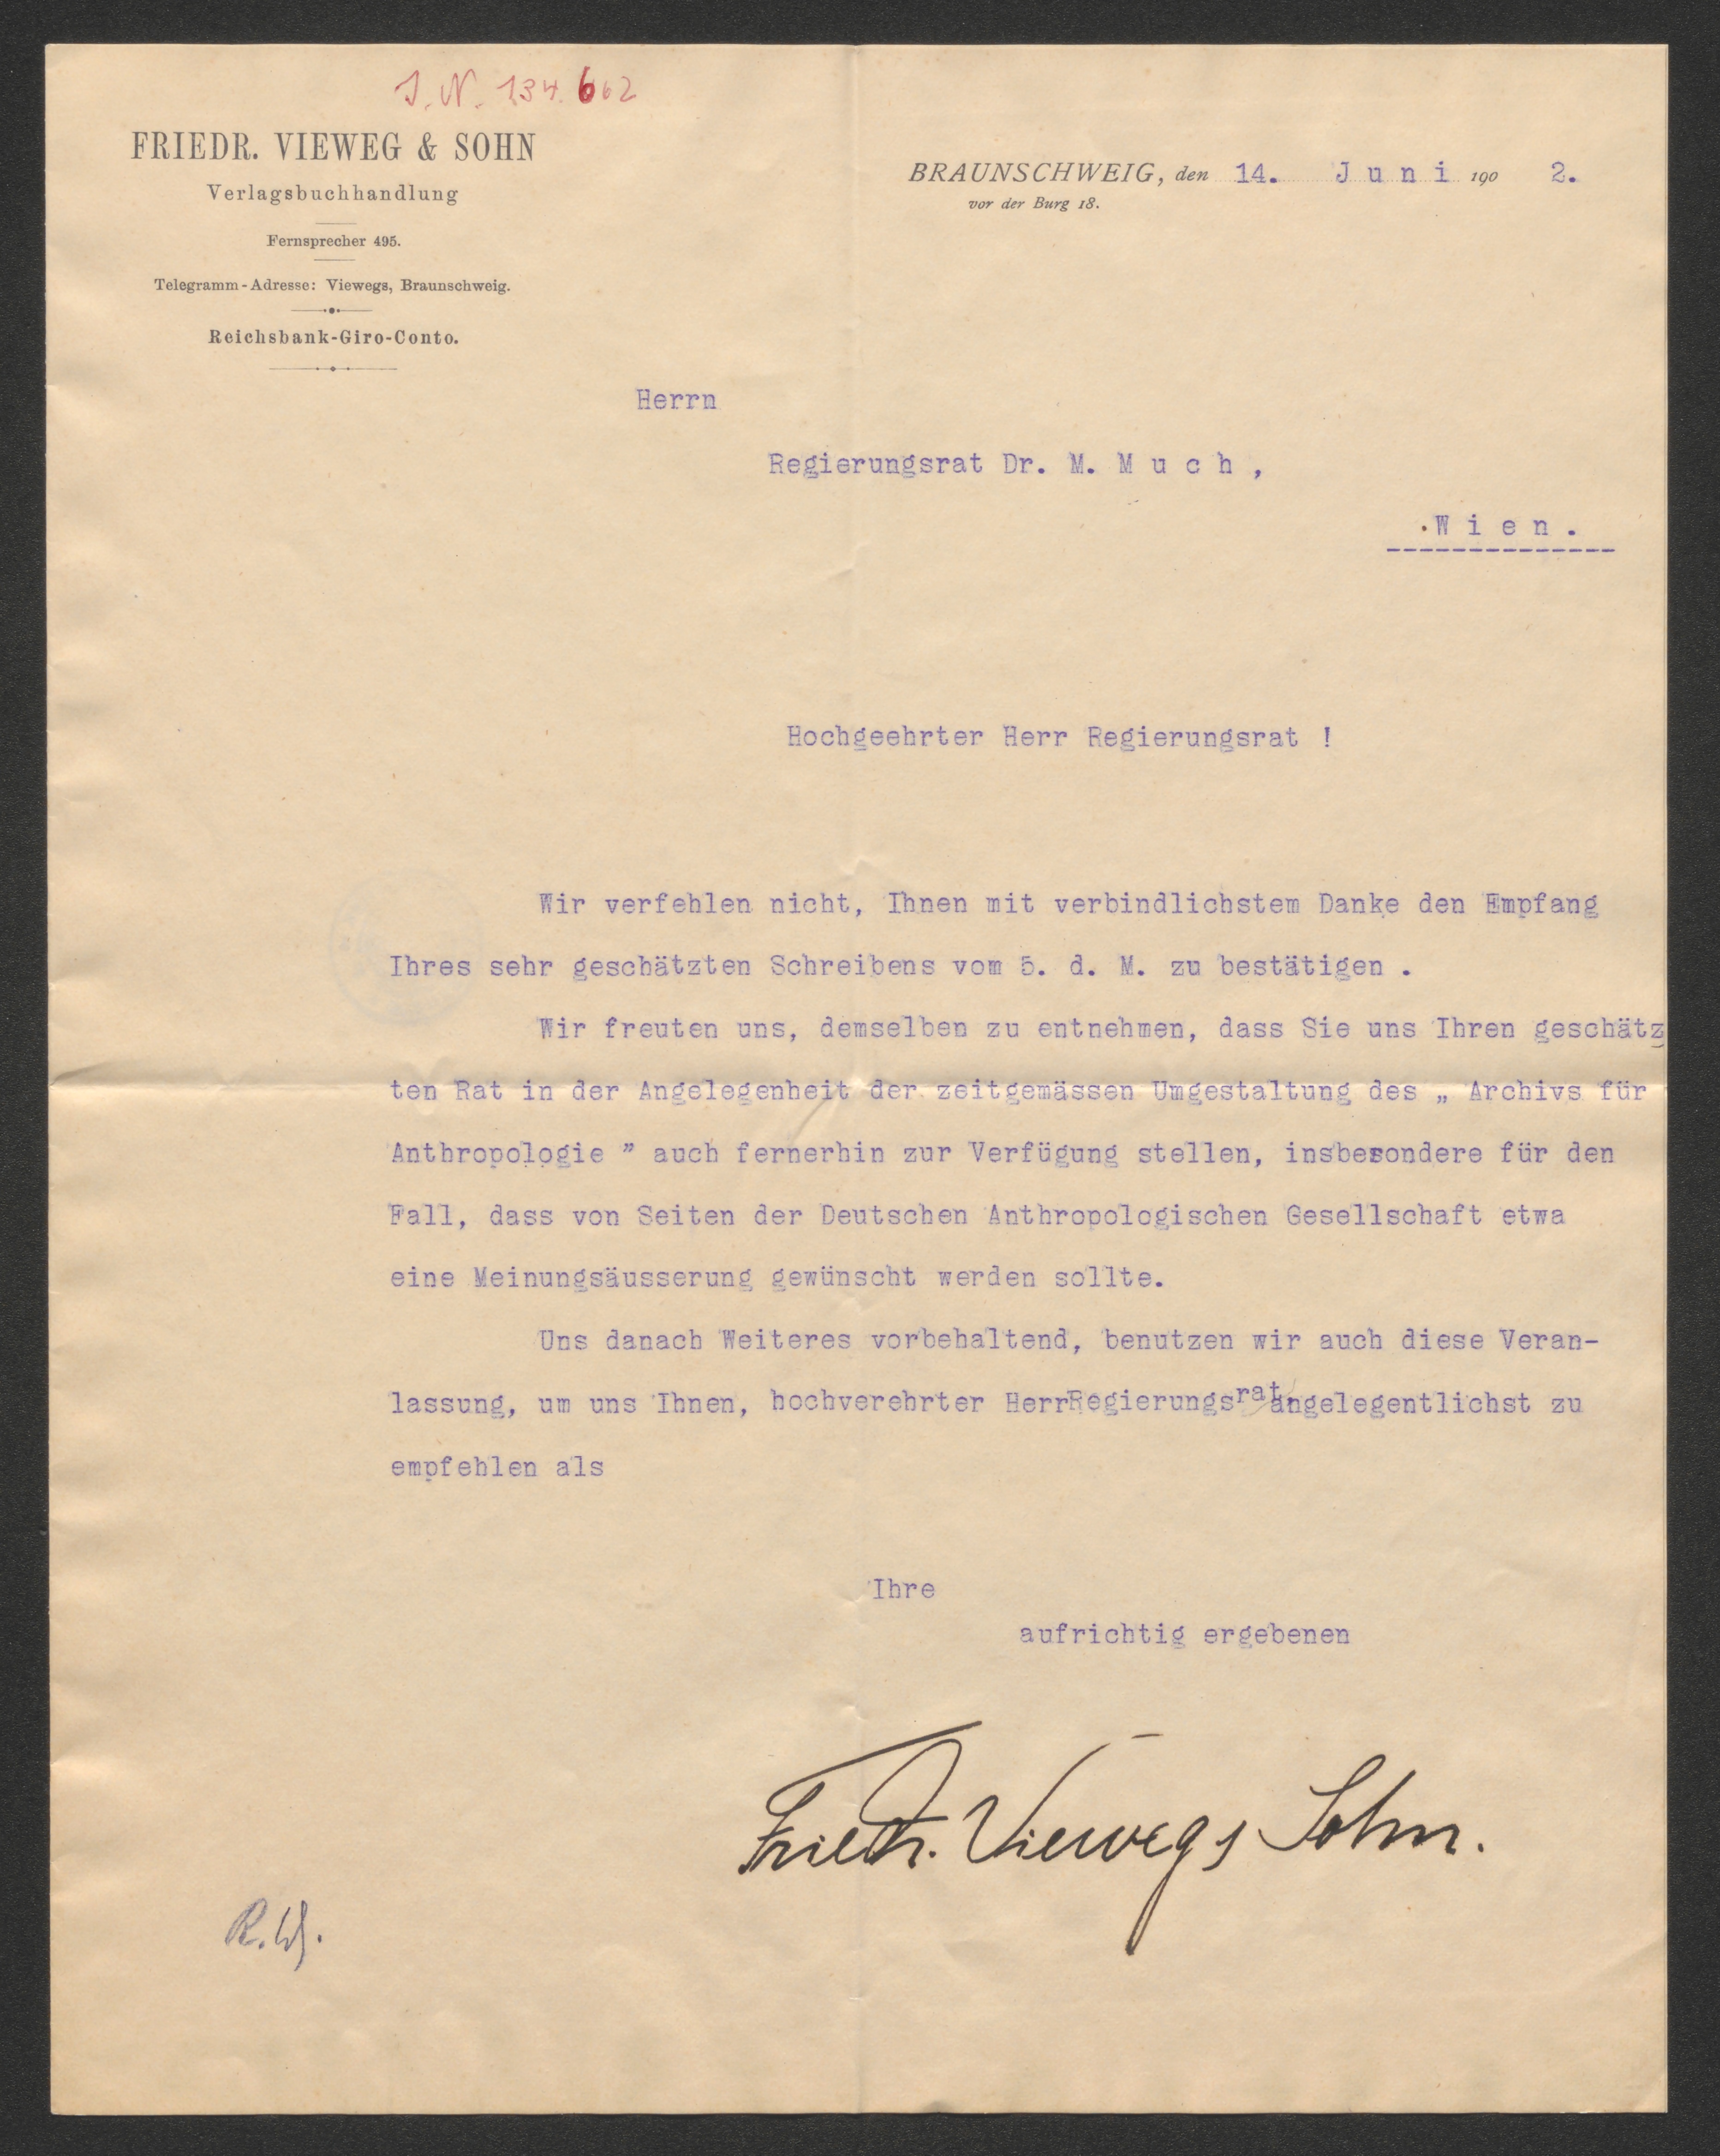 J. N. 134.662
FRIEDR. VIEWEG & SOHN
Verlagsbuchhandlung
Fernsprecher 495.
Telegramm-Adresse: Viewegs, Braunschweig.
Reichsbank-Giro-Conto.
BRAUNSCHWEIG, den 14. Juni 1902.
vor der Burg 18.
Herrn
Regierungsrat Dr. M. Much,
Wien.
Hochgeehrter Herr Regierungsrat !
Wir verfehlen nicht, Ihnen mit verbindlichstem Danke den Empfang
Ihres sehr geschätzten Schreibens vom 5. d. M. zu bestätigen .
Wir freuten uns, demselben zu entnehmen, dass Sie uns Ihren geschätz
ten Rat in der Angelegenheit der zeitgemässen Umgestaltung des „ Archivs für
Anthropologie ” auch fernerhin zur Verfügung stellen, insbesondere für den
Fall, dass von Seiten der Deutschen Anthropologischen Gesellschaft etwa
eine Meinungsäusserung gewünscht werden sollte.
Uns danach Weiteres vorbehaltend, benutzen wir auch diese Veran-
lassung, um uns Ihnen, hochverehrter HerrRegierungsrat, angelegentlichst zu
empfehlen als
Ihre
aufrichtig ergebenen
Friedr. Vieweg & Sohn.
R.W.